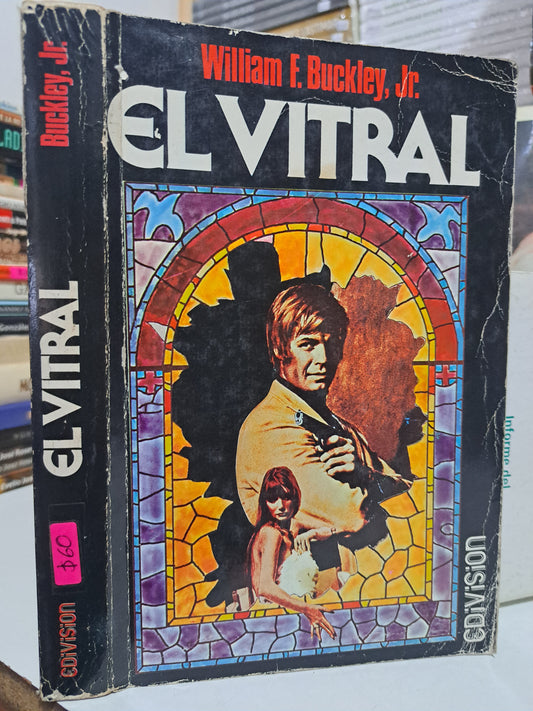 William F. Buckley, Jr.
EL VITRAL
EDIVISION
Buckley, Jr.
EL VITRAL
$60
EDIVISION
Informe del